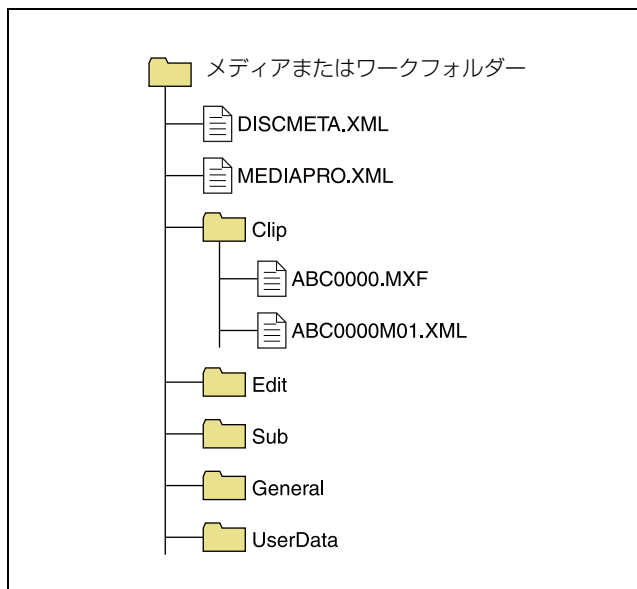 メディアまたはワークフォルダー
DISCMETA.XML
MEDIAPRO.XML
Clip
ABC0000.MXF
ABC0000M01.XML
Edit
Sub
General
UserData